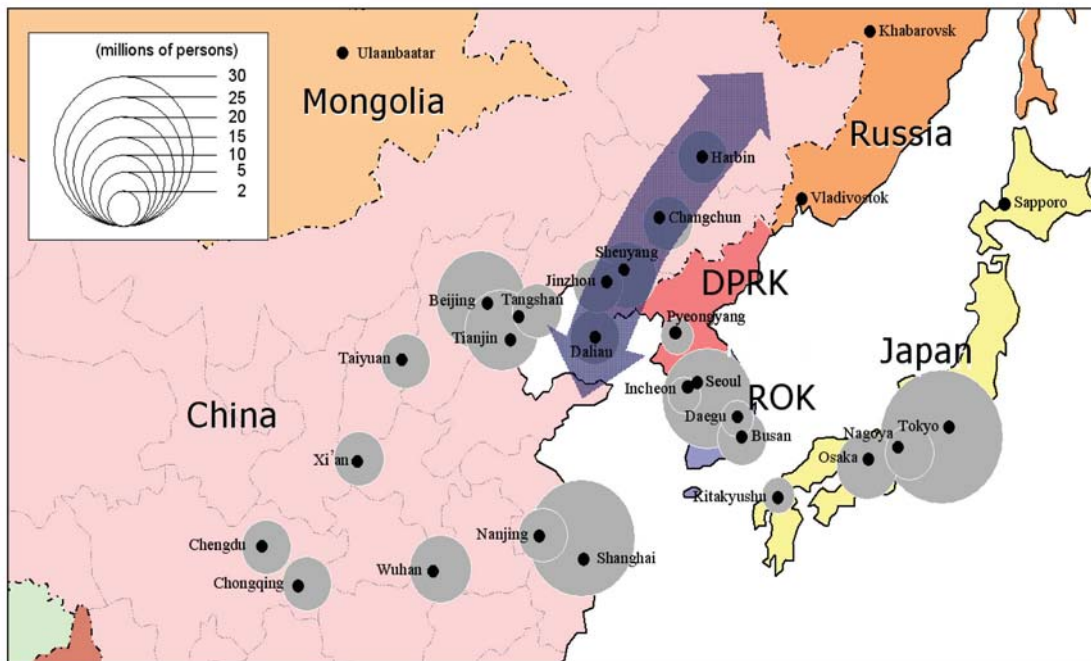 (millions of persons)
30
25
20
15
10
5
2
Ulaanbaatar
Mongolia
Khabarovsk
Russia
Harbin
Vladivostok
Sapporo
Changchun
Shenyang
Jinzhou
DPRK
Beijing
Tangshan
Tianjin
Pyeongyang
Dahan
Taiyuan
Japan
Incheon
Seoul
China
Daegu
ROK
Busan
Nagoya
Tokyo
Osaka
Xi'an
Kitakyushu
Nanjing
Chengdu
Shanghai
Wuhan
Chongqing